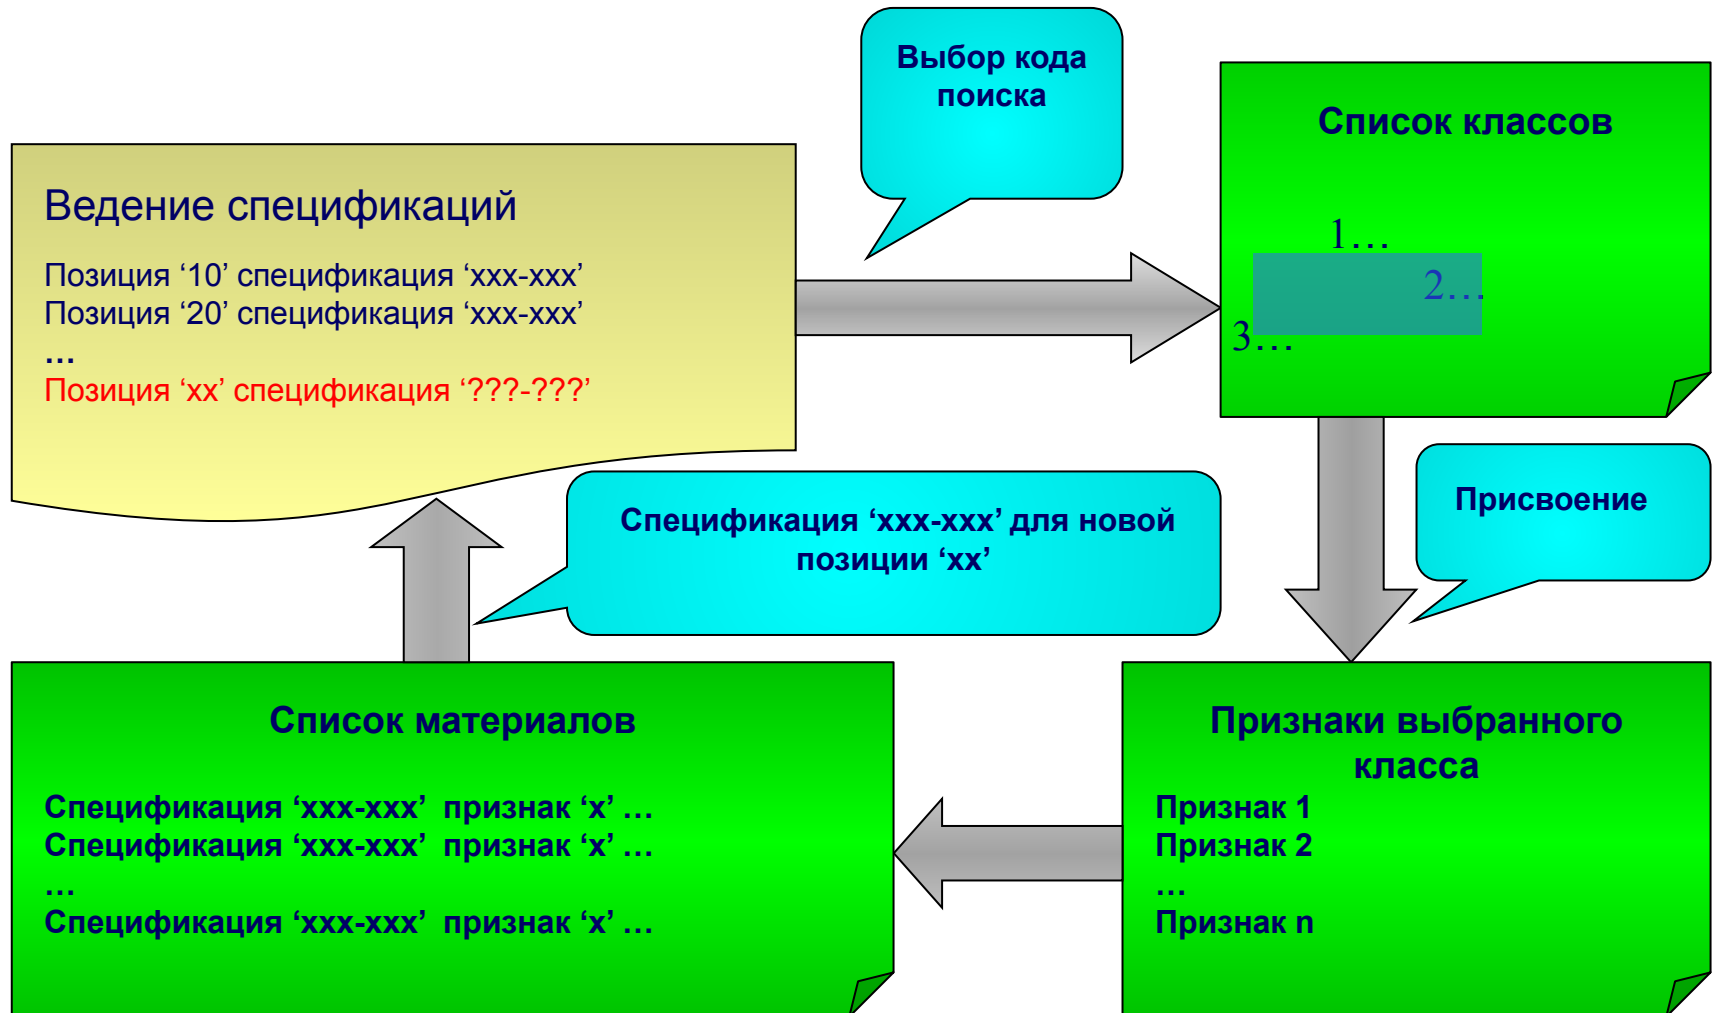 Выбор кода
поиска
Список классов
1…
2…
3…
Ведение спецификаций
Позиция ‘10’ спецификация ‘xxx-xxx’
Позиция ‘20’ спецификация ‘xxx-xxx’
…
Позиция ‘xx’ спецификация ‘???-???’
Присвоение
Спецификация ‘xxx-xxx’ для новой
позиции ‘xx’
Список материалов
Спецификация ‘xxx-xxx’ признак ‘x’ …
Спецификация ‘xxx-xxx’ признак ‘x’ …
…
Спецификация ‘xxx-xxx’ признак ‘x’ …
Признаки выбранного
класса
Признак 1
Признак 2
…
Признак n